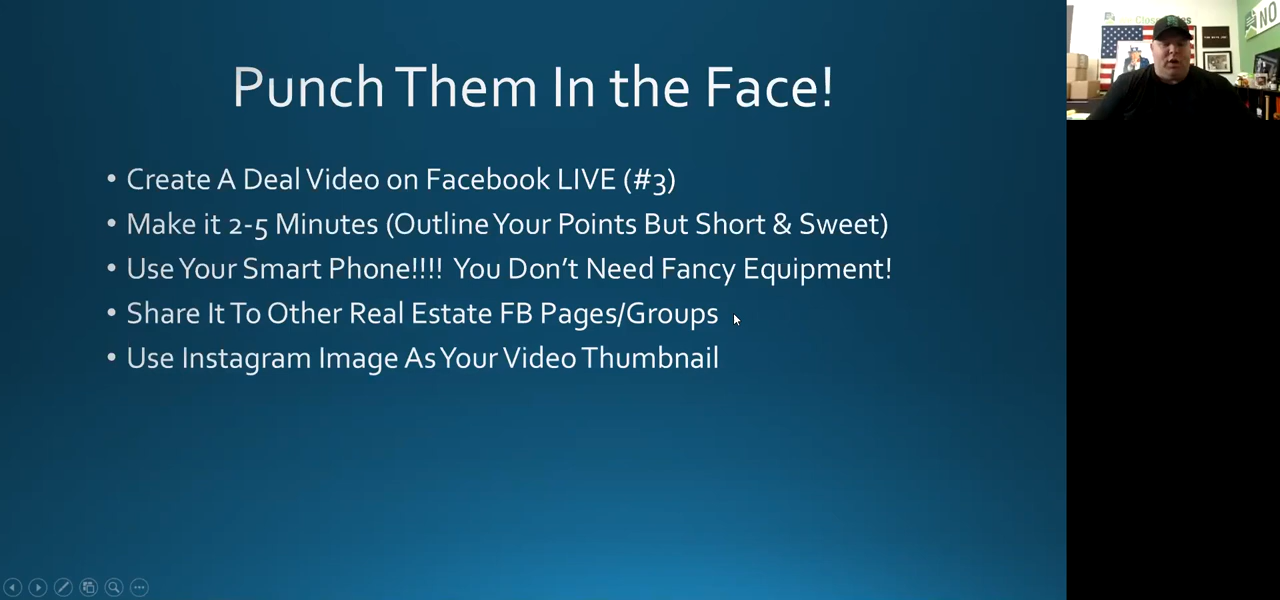 Punch Them In the Face!
• Create A Deal Video on Facebook LIVE (#3)
• Make it 2-5 Minutes (Outline Your Points But Short & Sweet)
• Use Your Smart Phone!!!! You Don't Need Fancy Equipment!
• Share It To Other Real Estate FB Pages/Groups
• Use Instagram Image As Your Video Thumbnail
NO